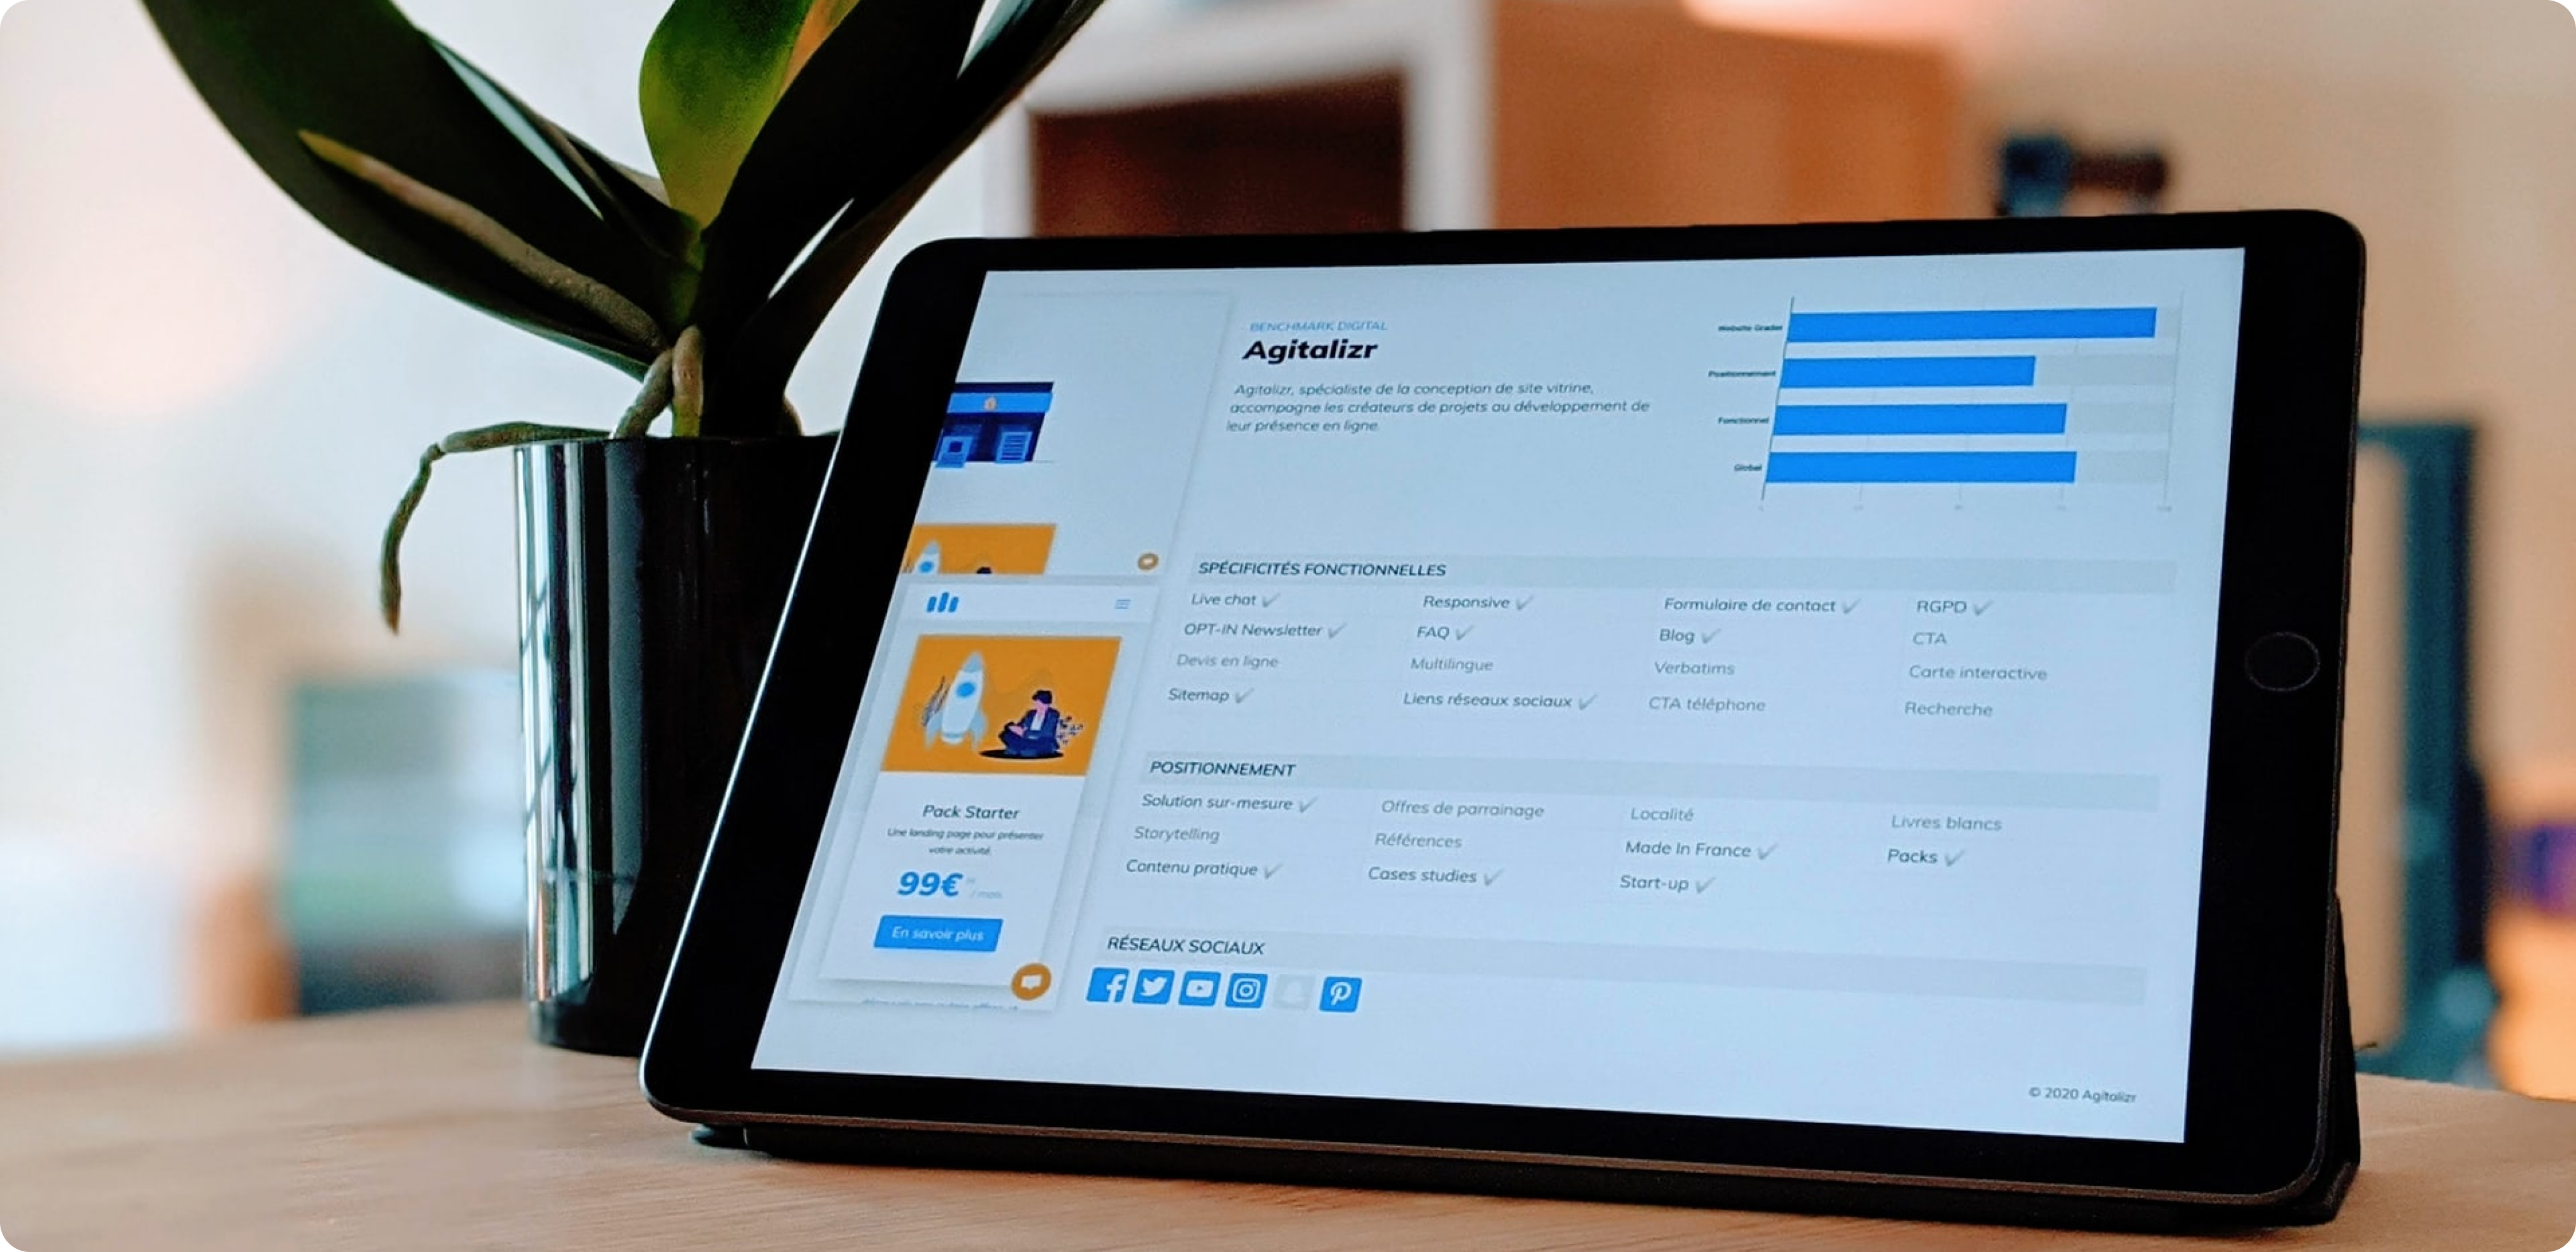 BENCHMARK DIGITAL
Agitalizr
Agitalizr, spécialiste de la conception de site vitrine,
accompagne les créateurs de projets au développement de
leur présence en ligne.
Website Grader
Positionnement
Fonctionnel
Global
SPÉCIFICITÉS FONCTIONNELLES
Live chat ✓ Responsive ✓ Formulaire de contact ✓ RGPD ✓
OPT-IN Newsletter ✓ FAQ ✓ Blog ✓ CTA
Devis en ligne Multilingue Verbatims Carte interactive
Sitemap ✓ Liens réseaux sociaux ✓ CTA téléphone Recherche
POSITIONNEMENT
Solution sur-mesure ✓ Offres de parrainage Localité Livres blancs
Storytelling Références Made In France ✓ Packs ✓
Contenu pratique ✓ Cases studies ✓ Start-up ✓
RÉSEAUX SOCIAUX
© 2020 Agitalizr
Pack Starter
Une landing page pour présenter
votre activité.
99€
/ mois
En savoir plus